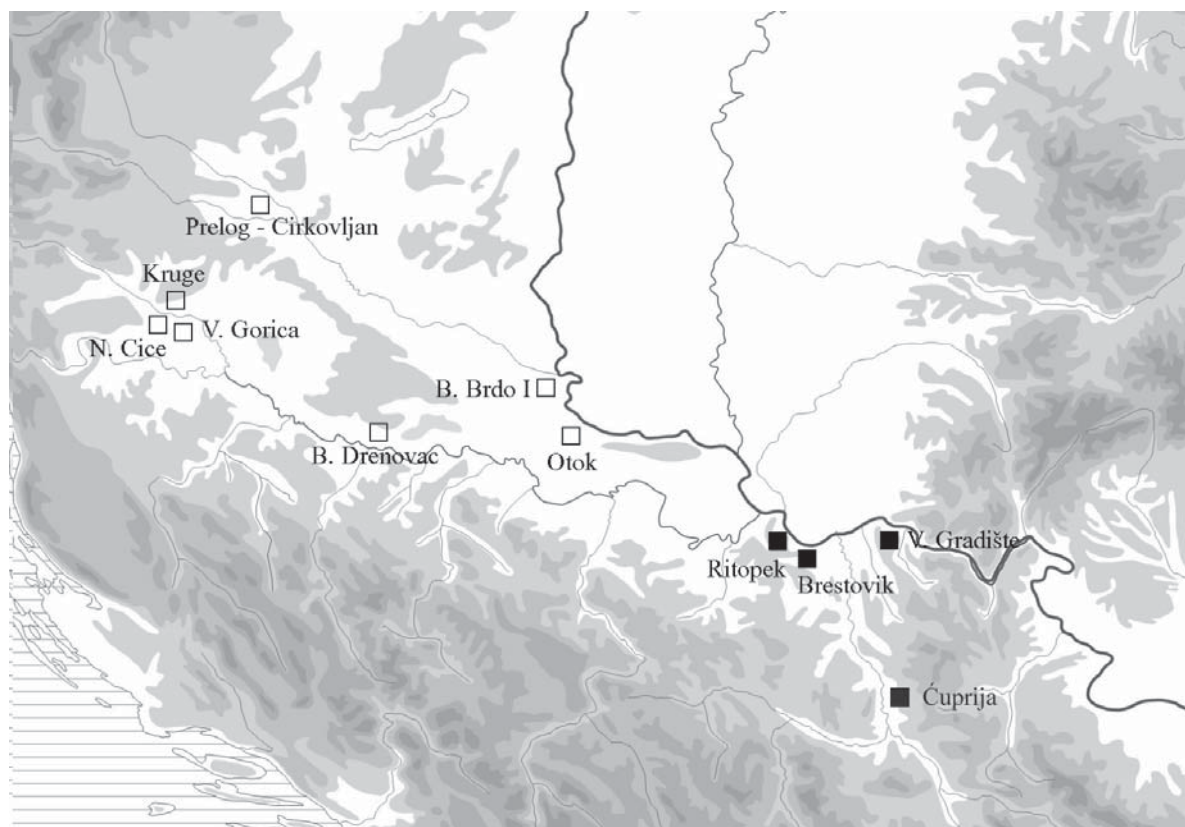 Prelog - Cirkovljan
Kruge
V. Gorica
N. Cice
B. Brdo I
B. Drenovac
Otok
V. Gradište
Ritopek
Brestovik
Ćuprija